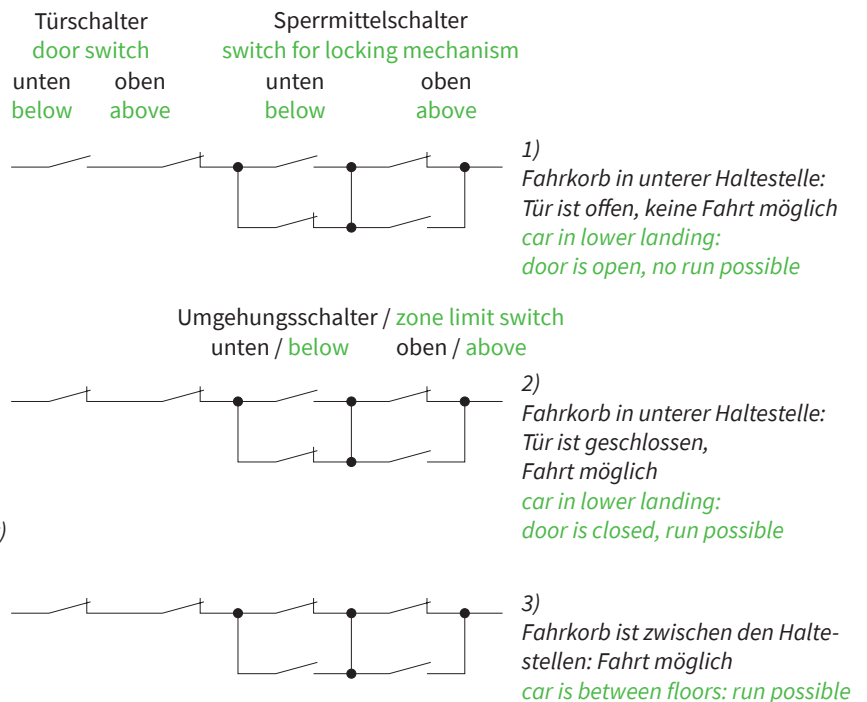 Türschalter
door switch
unten oben
below above
Sperrmittelschalter
switch for locking mechanism
unten oben
below above
1)
Fahrkorb in unterer Haltestelle:
Tür ist offen, keine Fahrt möglich
car in lower landing:
door is open, no run possible
Umgehungsschalter / zone limit switch
unten / below oben / above
2)
Fahrkorb in unterer Haltestelle:
Tür ist geschlossen,
Fahrt möglich
car in lower landing:
door is closed, run possible
)
3)
Fahrkorb ist zwischen den Halte-
stellen: Fahrt möglich
car is between floors: run possible